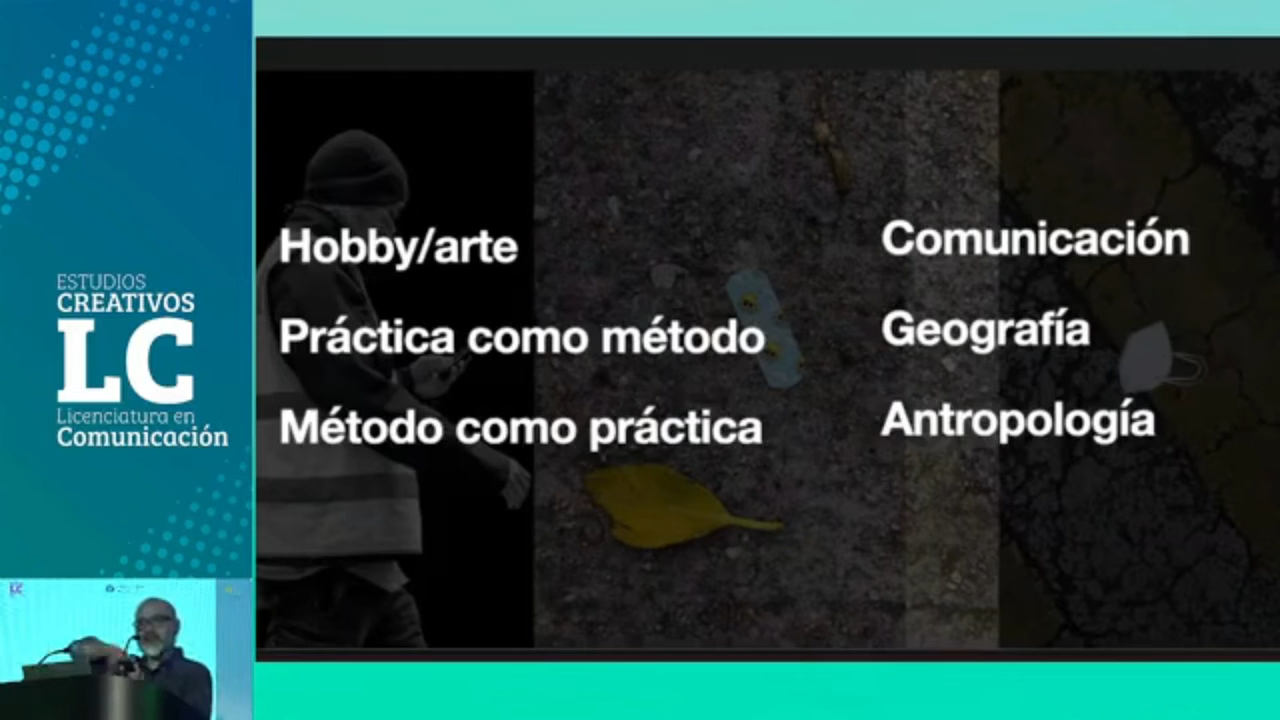 ESTUDIOS
CREATIVOS
LC
Licenciatura en
Comunicación
Hobby/arte
Práctica como método
Método como práctica
Comunicación
Geografía
Antropología